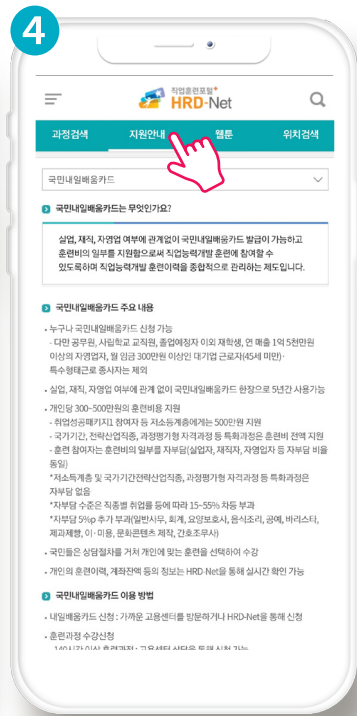 4
직업훈련포털+
HRD-Net
과정검색 지원안내 웹툰 위치검색
국민내일배움카드
국민내일배움카드는 무엇인가요?
실업, 재직, 자영업 여부에 관계없이 국민내일배움카드 발급이 가능하고
훈련비의 일부를 지원함으로써 직업능력개발 훈련에 참여할 수
있도록하며 직업능력개발 훈련이력을 종합적으로 관리하는 제도입니다.
국민내일배움카드 주요 내용
• 누구나 국민내일배움카드 신청 가능
- 다만 공무원, 사립학교 교직원, 졸업예정자 이외 재학생, 연 매출 1억 5천만원
이상의 자영업자, 월 임금 300만원 이상인 대기업 근로자(45세 미만)·
특수형태근로 종사자는 제외
• 실업, 재직, 자영업 여부에 관계 없이 국민내일배움카드 한장으로 5년간 사용가능
• 개인당 300~500만원의 훈련비용 지원
- 취업성공패키지1 참여자 등 저소등계층에게는 500만원 지원
- 국가기간, 전략산업직종, 과정평가형 자격과정 등 특화과정은 훈련비 전액 지원
- 훈련 참여자는 훈련비의 일부를 자부담(실업자, 재직자, 자영업자 등 자부담 비율
동일)
*저소득계층 및 국가기간전략산업직종, 과정평가형 자격과정 등 특화과정은
자부담 없음
*자부담 수준은 직종별 취업률 등에 따라 15~55% 차등 부과
*자부담 5%p 추가 부과(일반사무, 회계, 요양보호사, 음식조리, 공예, 바리스타,
제과제빵, 이·미용, 문화콘텐츠 제작, 간호조무사)
• 국민들은 상담절차를 거처 개인에 맞는 훈련을 선택하여 수강
• 개인의 훈련이력, 계좌잔액 등의 정보는 HRD-Net을 통해 실시간 확인 가능
국민내일배움카드 이용 방법
• 내일배움카드 신청 : 가까운 고용센터를 방문하거나 HRD-Net을 통해 신청
• 훈련과정 수강신청
- 140시간 이상 훈련과정 : 고용센터 상담을 통해 신청 가능